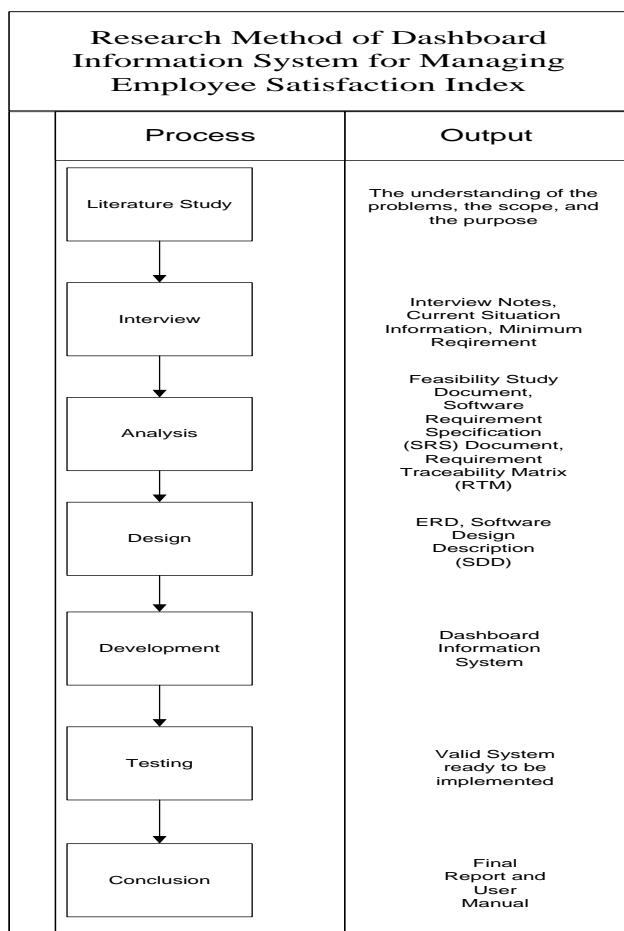 Research Method of Dashboard
Information System for Managing
Employee Satisfaction Index
Process
Output
Literature Study
The understanding of the
problems, the scope, and
the purpose
Interview
Interview Notes,
Current Situation
Information, Minimum
Reqirement
Analysis
Feasibility Study
Document,
Software
Requirement
Specification
(SRS) Document,
Requirement
Traceability Matrix
(RTM)
Design
ERD, Software
Design
Description
(SDD)
Development
Dashboard
Information
System
Testing
Valid System
ready to be
implemented
Conclusion
Final
Report and
User
Manual